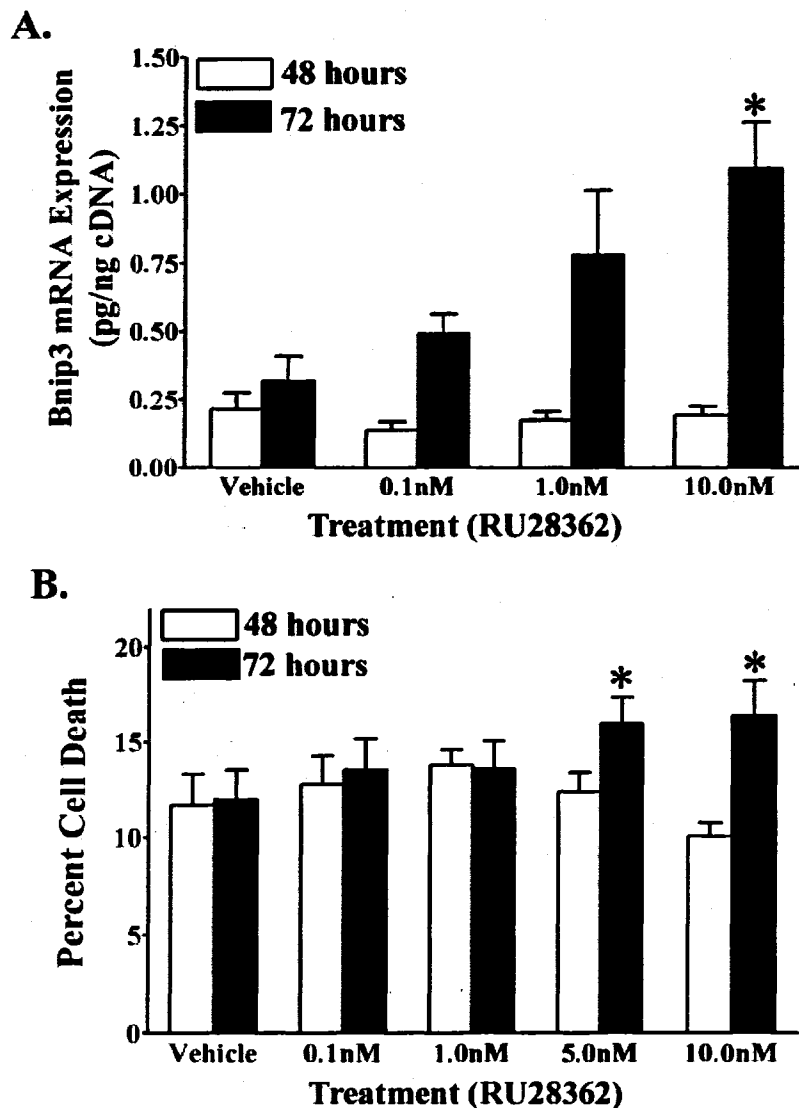 A.
Bnip3 mRNA Expression
(pg/ng cDNA)
1.50
1.25
1.00
0.75
0.50
0.25
0.00
48 hours
72 hours
*
Vehicle 0.1nM 1.0nM 10.0nM
Treatment (RU28362)
B.
Percent Cell Death
20
15
10
5
0
48 hours
72 hours
* *
Vehicle 0.1nM 1.0nM 5.0nM 10.0nM
Treatment (RU28362)